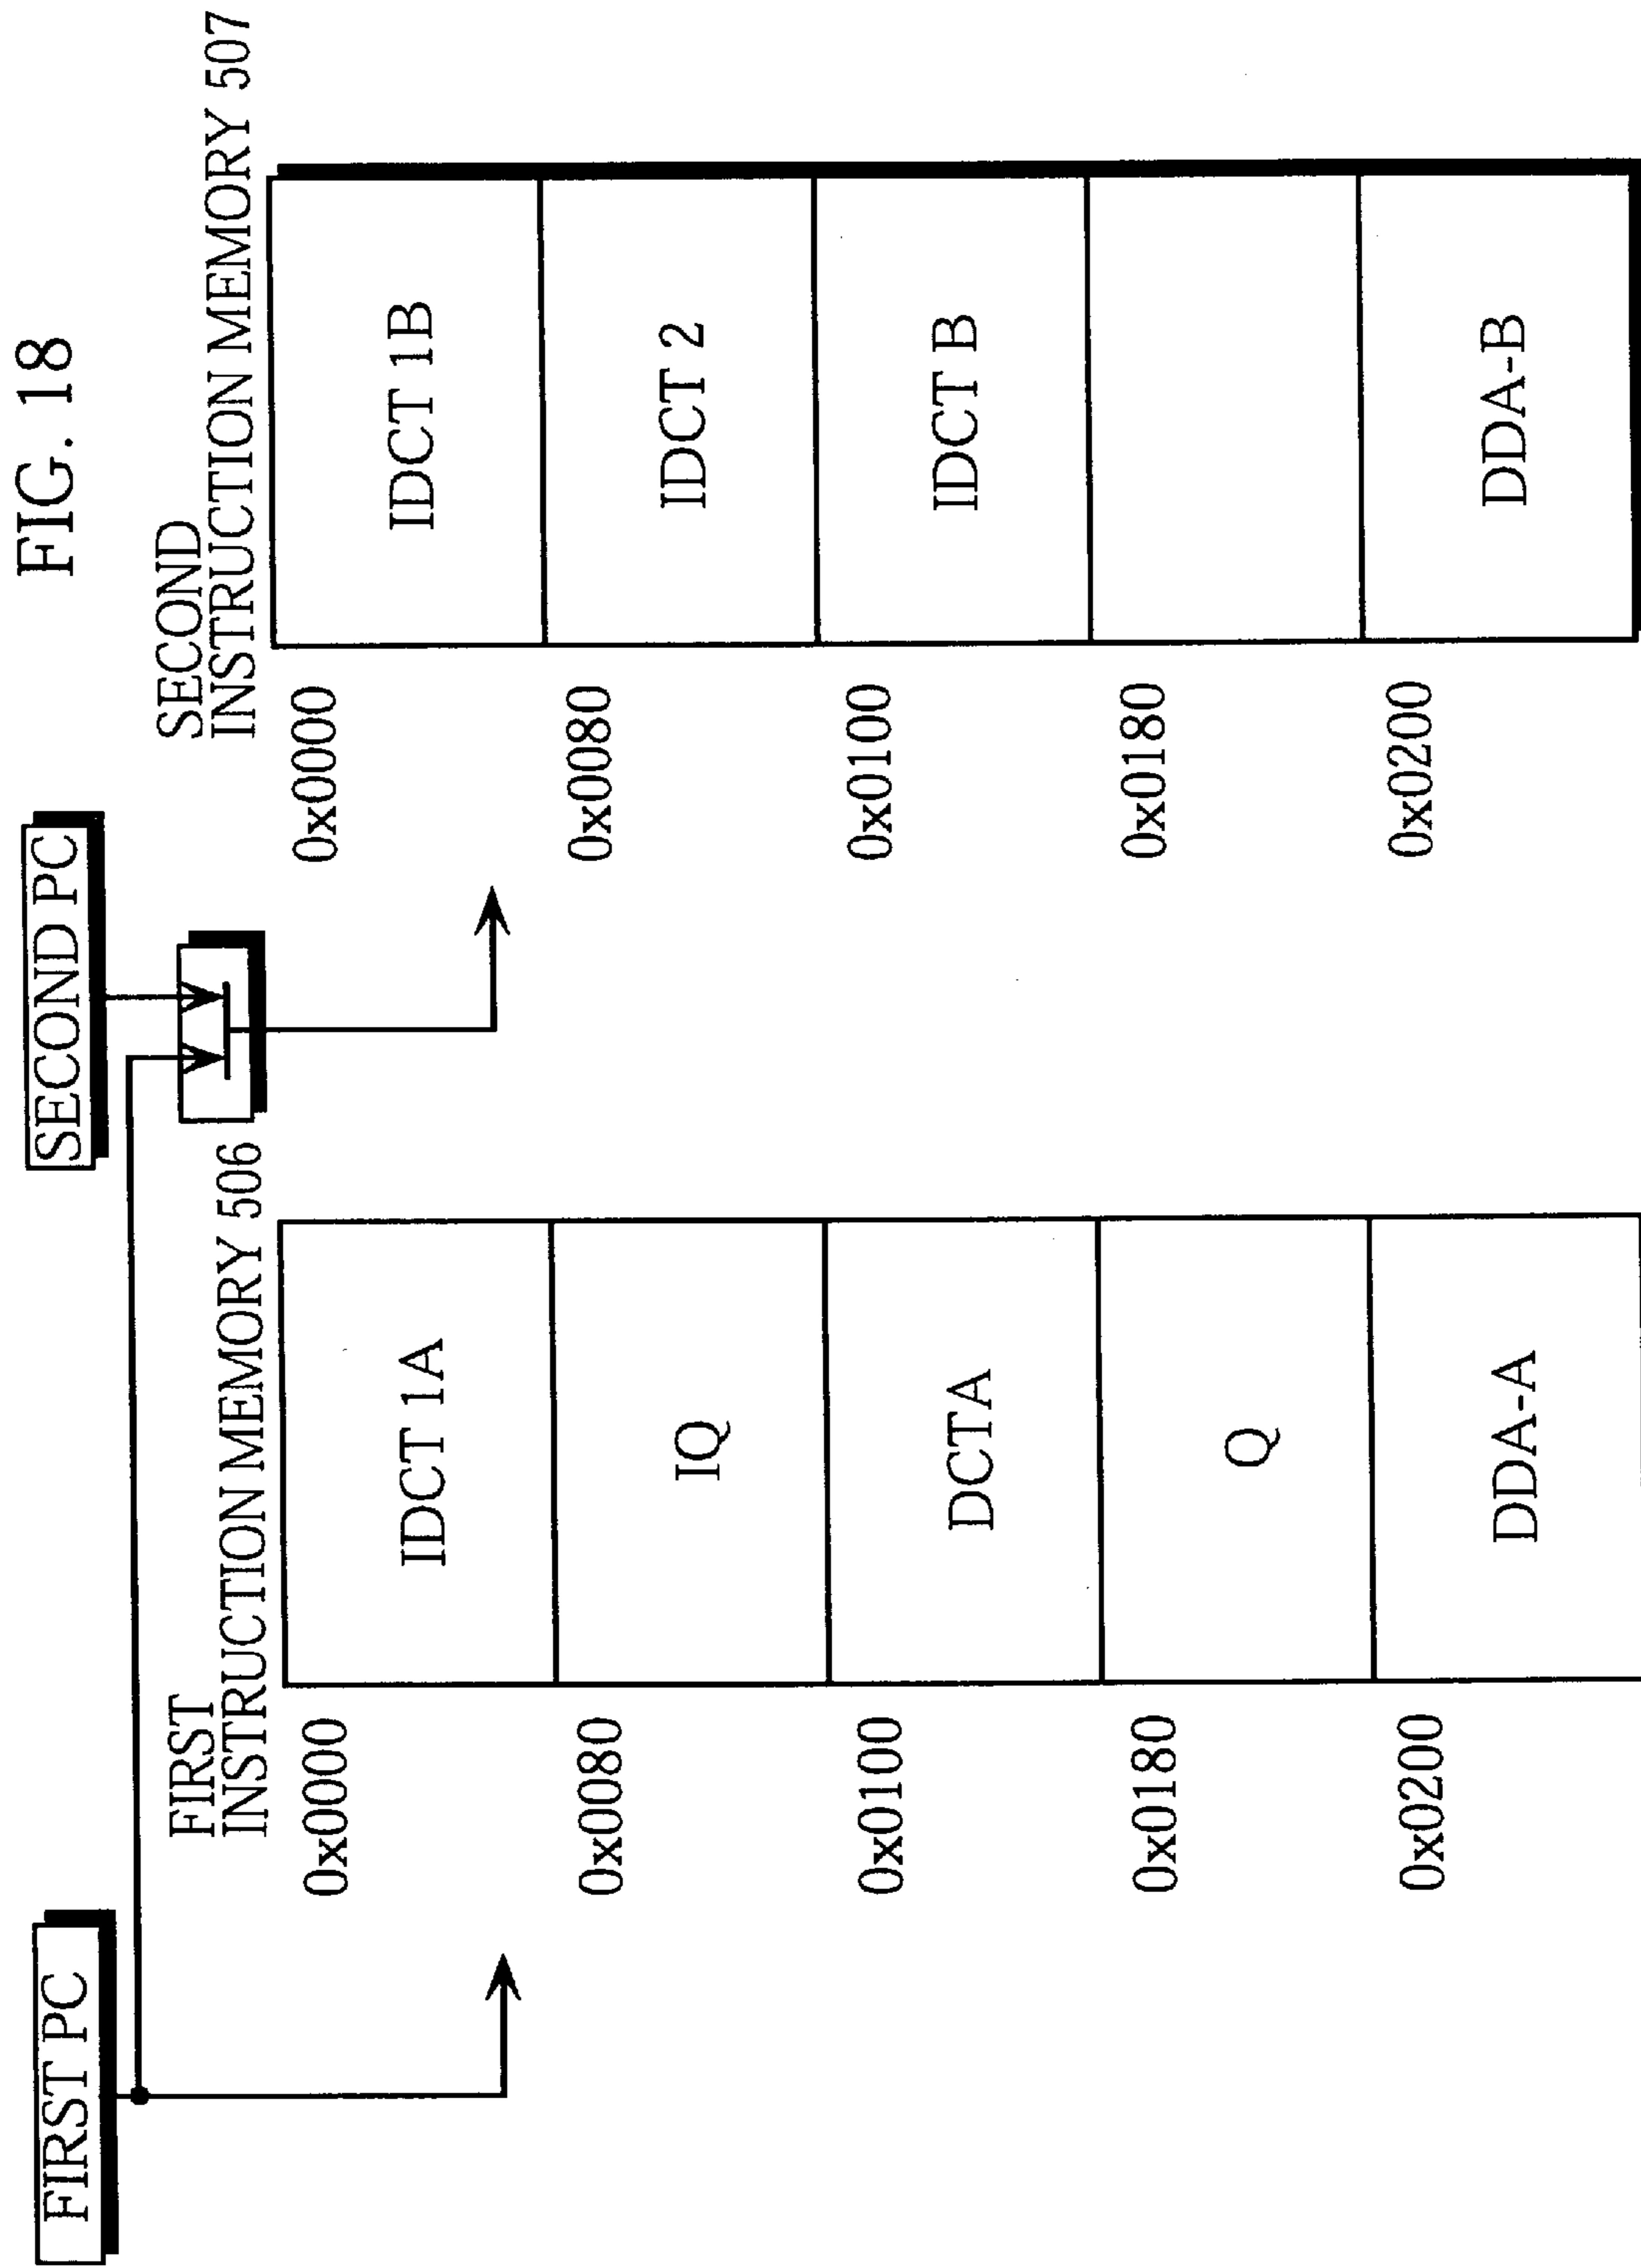 FIG. 18
FIRST PC
SECOND PC
FIRST
INSTRUCTION MEMORY 506
0x0000
IDCT 1A
0x0080
IQ
0x0100
DCTA
0x0180
Q
0x0200
DDA-A
SECOND
INSTRUCTION MEMORY 507
0x0000
IDCT 1B
0x0080
IDCT 2
0x0100
IDCT B
0x0180
0x0200
DDA-B